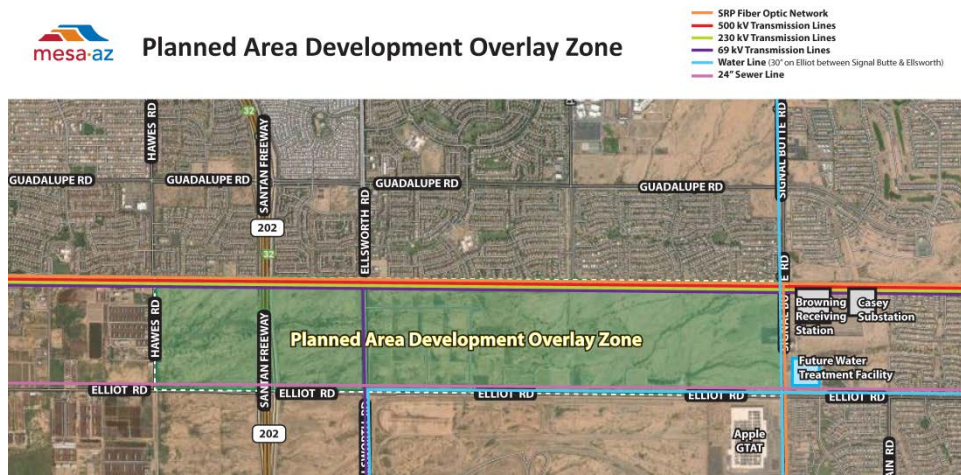 mesa·az
Planned Area Development Overlay Zone
SRP Fiber Optic Network
500 kV Transmission Lines
230 kV Transmission Lines
69 kV Transmission Lines
Water Line (30" on Elliot between Signal Butte & Ellsworth)
24" Sewer Line
HAWES RD
32
SANTAN FREEWAY
SIGNAL BUTTE RD
GUADALUPE RD
GUADALUPE RD
GUADALUPE RD
GUADALUPE RD
202
ELLSWORTH RD
32
HAWES RD
SANTAN FREEWAY
Planned Area Development Overlay Zone
Browning
Receiving
Station
Casey
Substation
Future Water
Treatment Facility
ELLIOT RD
ELLIOT RD
ELLIOT RD
ELLIOT RD
ELLIOT RD
202
Apple
GTAT